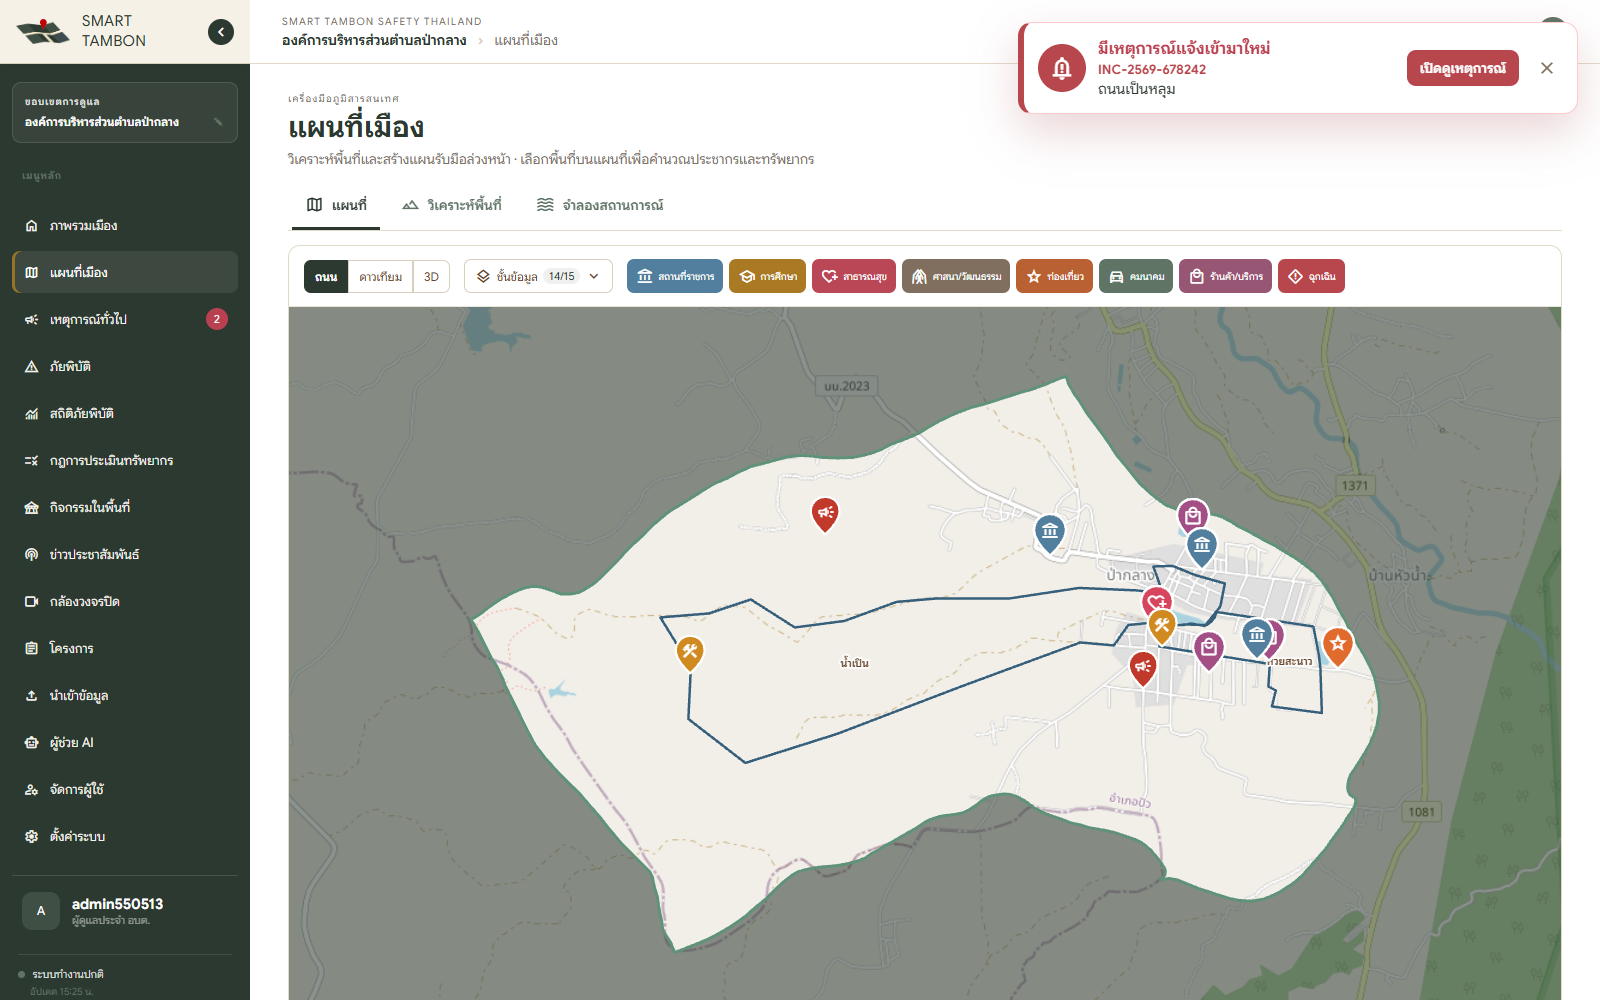 SMART
TAMBON
ขอบเขตการดูแล
องค์การบริหารส่วนตำบลป่ากลาง
เมนูหลัก
ภาพรวมเมือง
แผนที่เมือง
เหตุการณ์ทั่วไป
2
ภัยพิบัติ
สถิติภัยพิบัติ
กฎการประเมินทรัพยากร
กิจกรรมในพื้นที่
ข่าวประชาสัมพันธ์
กล้องวงจรปิด
โครงการ
นำเข้าข้อมูล
ผู้ช่วย AI
จัดการผู้ใช้
ตั้งค่าระบบ
A
admin550513
ผู้ดูแลประจำ อบต.
ระบบทำงานปกติ
อัปเดต 15:25 น.
SMART TAMBON SAFETY THAILAND
องค์การบริหารส่วนตำบลป่ากลาง › แผนที่เมือง
มีเหตุการณ์แจ้งเข้ามาใหม่
INC-2569-678242
ถนนเป็นหลุม
เปิดดูเหตุการณ์
เครื่องมือภูมิสารสนเทศ
แผนที่เมือง
วิเคราะห์พื้นที่และสร้างแผนรับมือล่วงหน้า · เลือกพื้นที่บนแผนที่เพื่อคำนวณประชากรและทรัพยากร
แผนที่ วิเคราะห์พื้นที่ จำลองสถานการณ์
ถนน ดาวเทียม 3D ชั้นข้อมูล 14/15 สถานที่ราชการ การศึกษา สาธารณสุข ศาสนา/วัฒนธรรม ท่องเที่ยว คมนาคม ร้านค้า/บริการ ฉุกเฉิน
นน.2023
1371
ป่ากลาง
บ้านหัวน้ำ
น้ำเปิน
ห้วยสะนาว
อำเภอปัว
1081